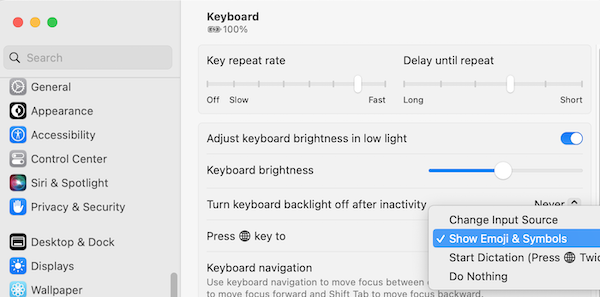 Keyboard
100%
Search
General
Appearance
Accessibility
Control Center
Siri & Spotlight
Privacy & Security
Desktop & Dock
Displays
Wallpaper
Key repeat rate
Delay until repeat
Off Slow Fast
Long Short
Adjust keyboard brightness in low light
Keyboard brightness
Turn keyboard backlight off after inactivity Never
Press key to
Change Input Source
✓ Show Emoji & Symbols
Start Dictation (Press Twic
Do Nothing
Keyboard navigation
Use keyboard navigation to move focus between
to move focus forward and Shift Tab to move focus backward.